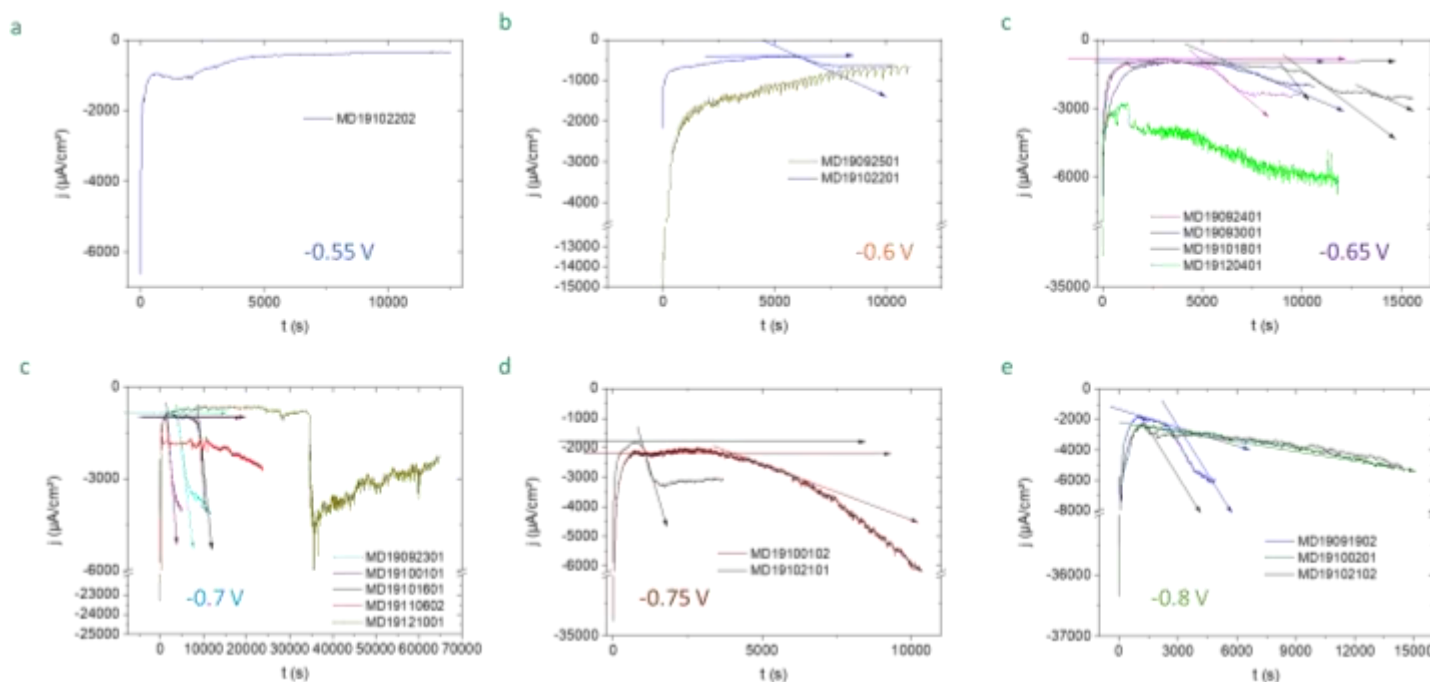 a
0
-2000
-4000
-6000
j (µA/cm²)
MD19102202
-0.55 V
0 5000 10000
t (s)
b
0
-1000
-2000
-3000
-4000
-13000
-14000
-15000
j (µA/cm²)
MD19092501
MD19102201
-0.6 V
0 5000 10000
t (s)
c
0
-3000
-6000
-35000
j (µA/cm²)
MD19092401
MD19093001
MD19101801
MD19120401
-0.65 V
0 5000 10000 15000
t (s)
c
0
-3000
-6000
-23000
-24000
-25000
j (µA/cm²)
MD19092301
MD19100101
MD19101601
MD19110602
MD19121001
-0.7 V
0 10000 20000 30000 40000 50000 60000 70000
t (s)
d
0
-1000
-2000
-3000
-4000
-5000
-6000
-35000
j (µA/cm²)
MD19100102
MD19102101
-0.75 V
0 5000 10000
t (s)
e
0
-2000
-4000
-6000
-8000
-36000
-37000
j (µA/cm²)
MD19091902
MD19100201
MD19102102
-0.8 V
0 3000 6000 9000 12000 15000
t (s)